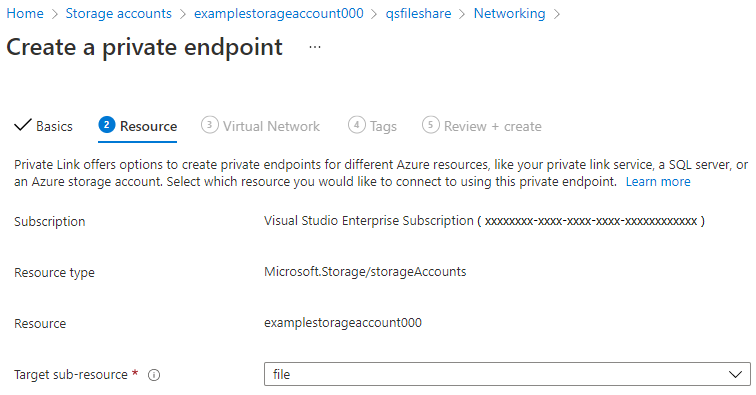 Home > Storage accounts > examplestorageaccount000 > qsfileshare > Networking >
Create a private endpoint ...
Basics 2 Resource 3 Virtual Network 4 Tags 5 Review + create
Private Link offers options to create private endpoints for different Azure resources, like your private link service, a SQL server, or
an Azure storage account. Select which resource you would like to connect to using this private endpoint. Learn more
Subscription Visual Studio Enterprise Subscription ( xxxxxxxx-xxxx-xxxx-xxxx-xxxxxxxxxxxx )
Resource type Microsoft.Storage/storageAccounts
Resource examplestorageaccount000
Target sub-resource * file